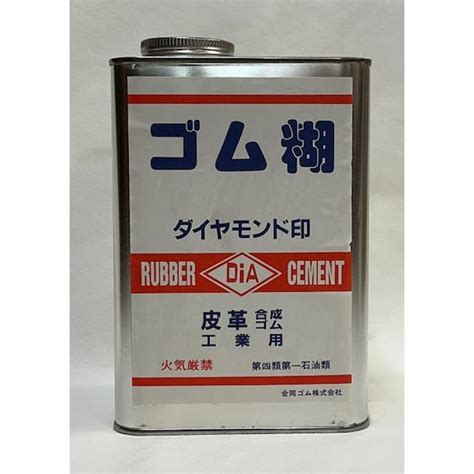 ゴム糊
ダイヤモンド印
RUBBER DiA CEMENT
皮革 合成ゴム
工業用
火気厳禁 第四類第一石油類
合同ゴム株式会社